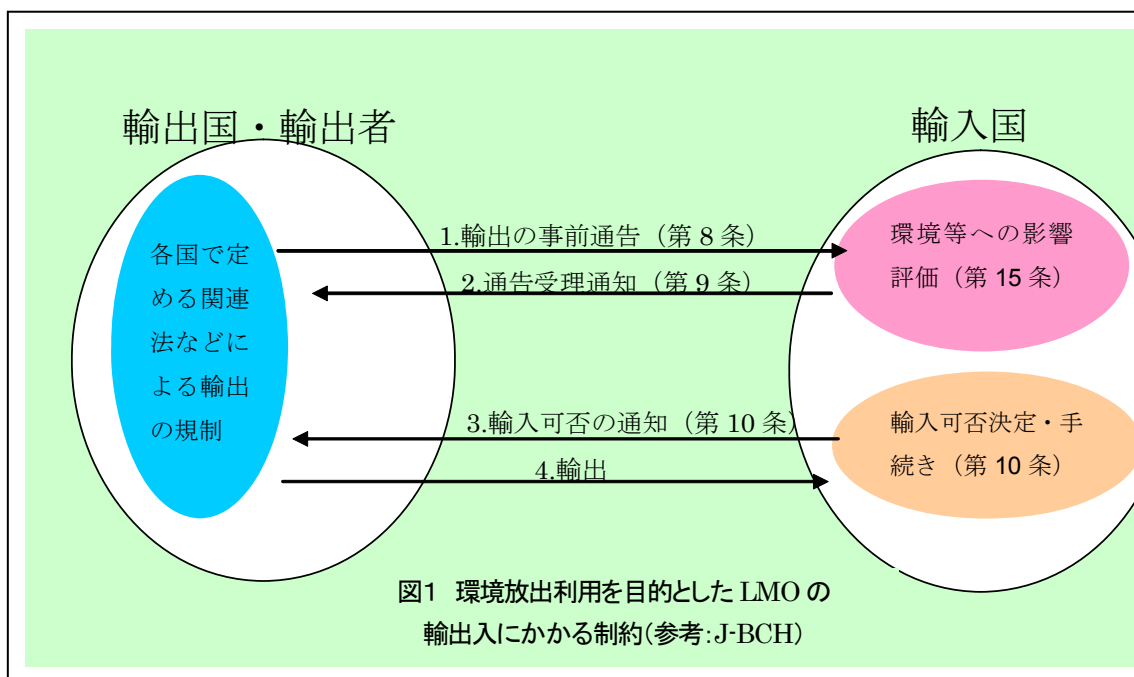 輸出国・輸出者
輸入国
各国で定
める関連
法などに
よる輸出
の規制
1.輸出の事前通告（第 8 条）
2.通告受理通知（第 9 条）
環境等への影響
評価（第 15 条）
3.輸入可否の通知（第 10 条）
4.輸出
輸入可否決定・手
続き（第 10 条）
図1 環境放出利用を目的とした LMO の
輸出入にかかる制約(参考:J-BCH)